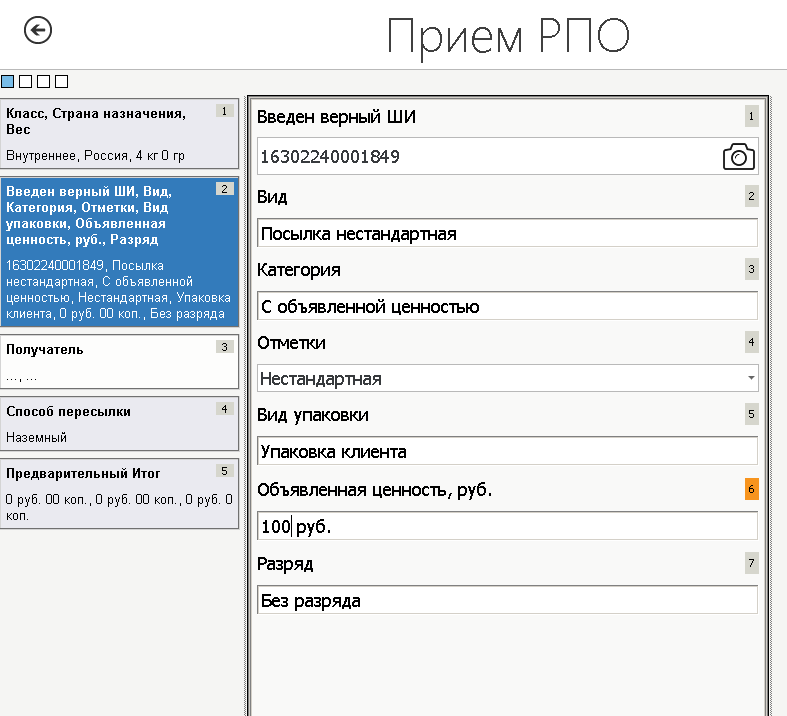 Прием РПО
Класс, Страна назначения, 1
Вес
Внутреннее, Россия, 4 кг 0 гр
Введен верный ШИ, Вид, 2
Категория, Отметки, Вид
упаковки, Объявленная
ценность, руб., Разряд
16302240001849, Посылка
нестандартная, С объявленной
ценностью, Нестандартная, Упаковка
клиента, 0 руб. 00 коп., Без разряда
Получатель 3
..., ...
Способ пересылки 4
Наземный
Предварительный Итог 5
0 руб. 00 коп., 0 руб. 00 коп., 0 руб. 0
коп.
Введен верный ШИ 1
16302240001849
Вид 2
Посылка нестандартная
Категория 3
С объявленной ценностью
Отметки 4
Нестандартная
Вид упаковки 5
Упаковка клиента
Объявленная ценность, руб. 6
100 руб.
Разряд 7
Без разряда